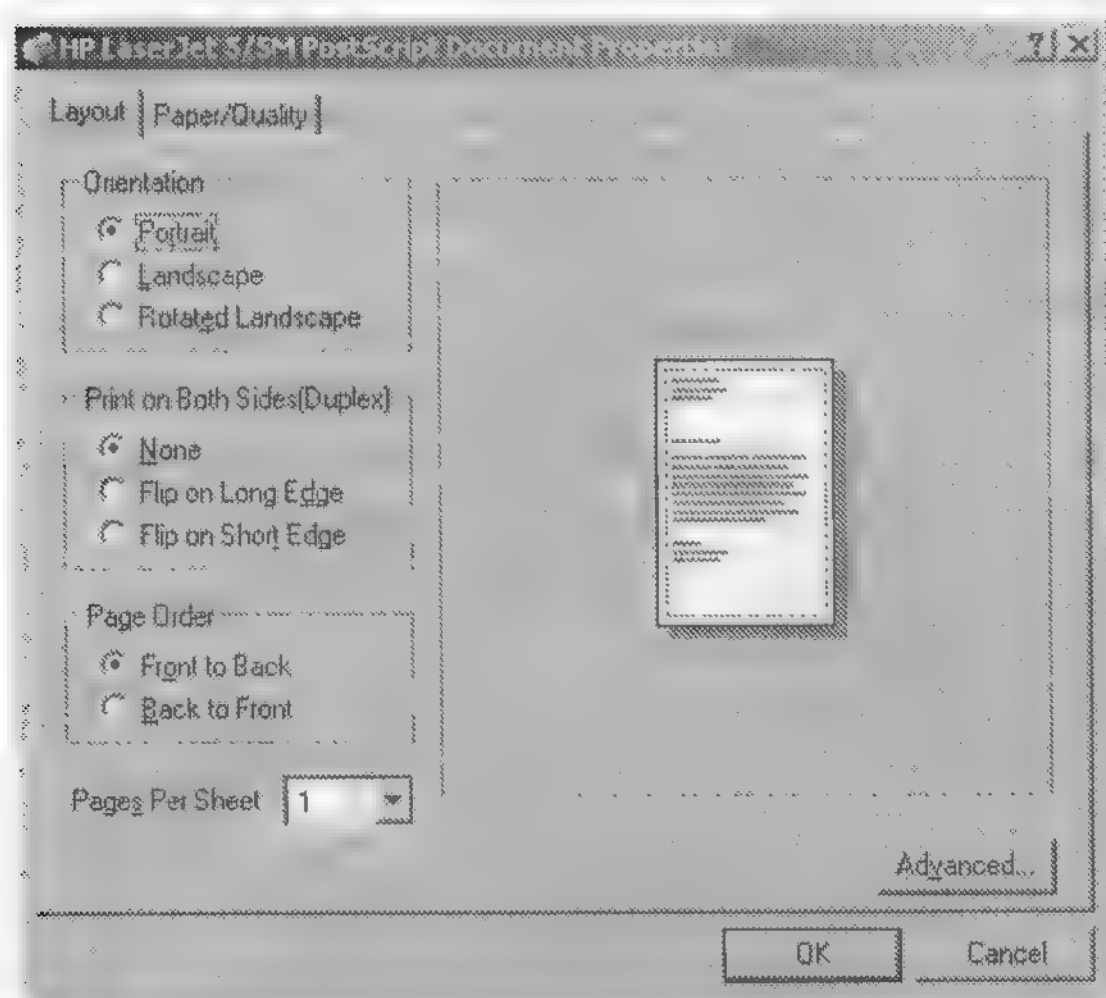 HP LaserJet 5/5M PostScript Document Properties
Layout
Paper/Quality
Orientation
Portrait
Landscape
Rotated Landscape
Print on Both Sides(Duplex)
None
Flip on Long Edge
Flip on Short Edge
Page Order
Front to Back
Back to Front
Pages Per Sheet 1
Advanced...
OK
Cancel